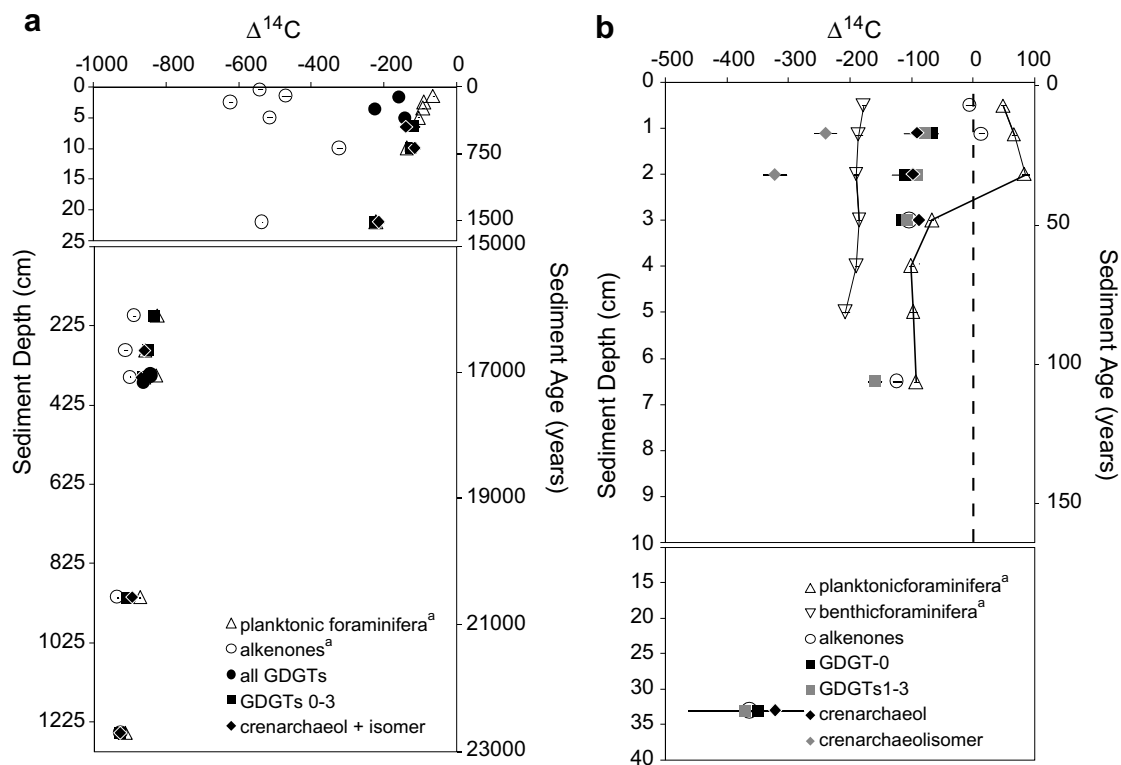 a
Δ14C
-1000 -800 -600 -400 -200 0
0
5
10
15
20
25
225
425
625
825
1025
1225
Sediment Depth (cm)
0
750
1500
15000
17000
19000
21000
23000
Sediment Age (years)
planktonic foraminiferaa
alkenonesa
all GDGTs
GDGTs 0-3
crenarchaeol + isomer
b
Δ14C
-500 -400 -300 -200 -100 0 100
0
1
2
3
4
5
6
7
8
9
10
15
20
25
30
35
40
Sediment Depth (cm)
0
50
100
150
Sediment Age (years)
planktonicforaminiferaa
benthicforaminiferaa
alkenones
GDGT-0
GDGTs1-3
crenarchaeol
crenarchaeolisomer